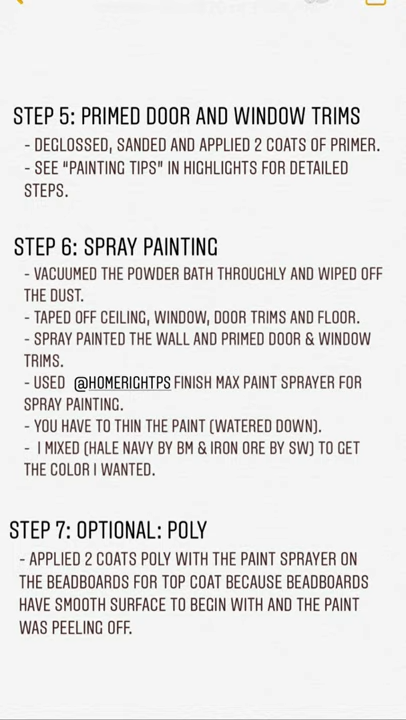 STEP 5: PRIMED DOOR AND WINDOW TRIMS
- DEGLOSSED, SANDED AND APPLIED 2 COATS OF PRIMER.
- SEE “PAINTING TIPS” IN HIGHLIGHTS FOR DETAILED
STEPS.
STEP 6: SPRAY PAINTING
- VACUUMED THE POWDER BATH THROUGHLY AND WIPED OFF
THE DUST.
- TAPED OFF CEILING, WINDOW, DOOR TRIMS AND FLOOR.
- SPRAY PAINTED THE WALL AND PRIMED DOOR & WINDOW
TRIMS.
- USED @HOMERIGHTPS FINISH MAX PAINT SPRAYER FOR
SPRAY PAINTING.
- YOU HAVE TO THIN THE PAINT (WATERED DOWN).
- I MIXED (HALE NAVY BY BM & IRON ORE BY SW) TO GET
THE COLOR I WANTED.
STEP 7: OPTIONAL: POLY
- APPLIED 2 COATS POLY WITH THE PAINT SPRAYER ON
THE BEADBOARDS FOR TOP COAT BECAUSE BEADBOARDS
HAVE SMOOTH SURFACE TO BEGIN WITH AND THE PAINT
WAS PEELING OFF.